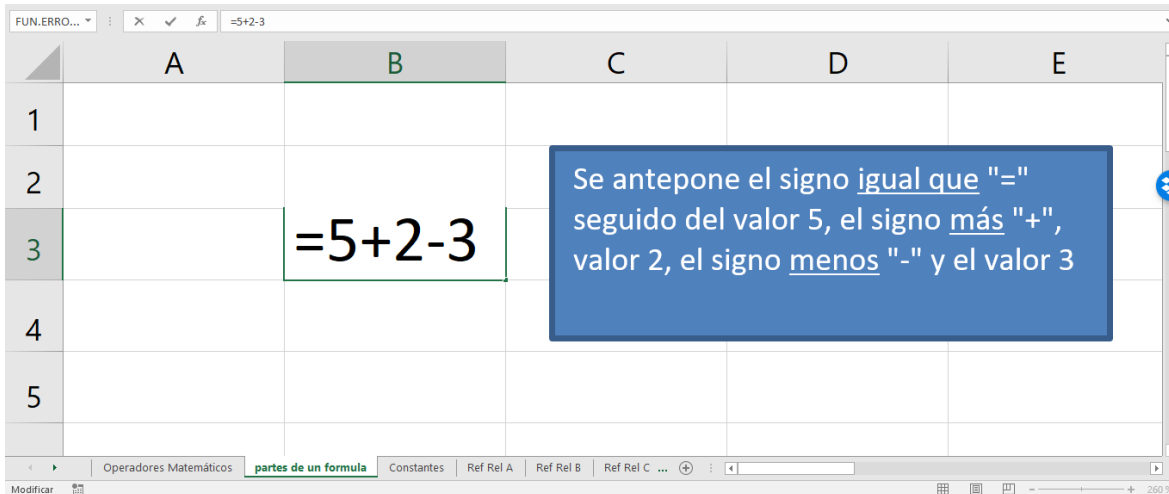 FUN.ERRO... fx =5+2-3
A B C D E
1
2
3 =5+2-3
4
5
Se antepone el signo igual que "="
seguido del valor 5, el signo más "+",
valor 2, el signo menos "-" y el valor 3
Operadores Matemáticos partes de un formula Constantes Ref Rel A Ref Rel B Ref Rel C ...
Modificar 260 %